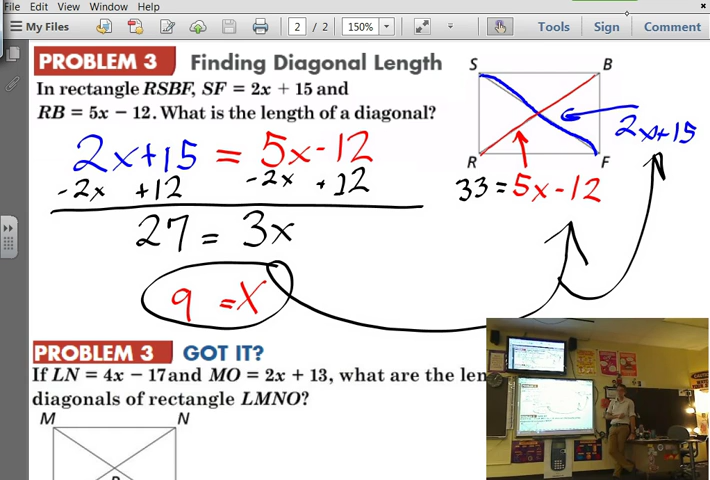 File Edit View Window Help
My Files 2 / 2 150% Tools Sign Comment
PROBLEM 3 Finding Diagonal Length
In rectangle RSBF, SF = 2x + 15 and
RB = 5x − 12. What is the length of a diagonal?
S B
R F
2x+15
33 = 5x-12
2x+15 = 5x-12
-2x +12 -2x +12
27 = 3x
9 = x
PROBLEM 3 GOT IT?
If LN = 4x − 17 and MO = 2x + 13, what are the len
diagonals of rectangle LMNO?
M N